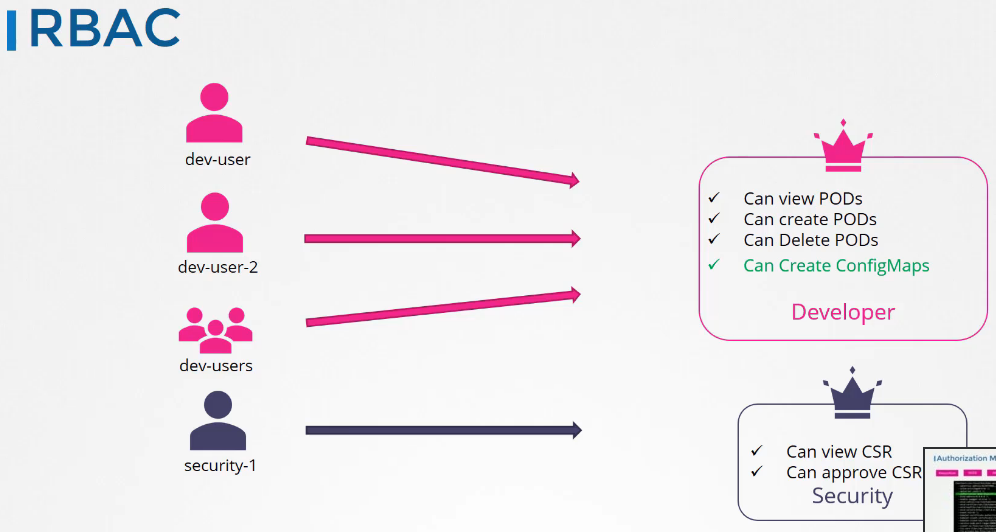 RBAC
dev-user
dev-user-2
dev-users
security-1
✓ Can view PODs
✓ Can create PODs
✓ Can Delete PODs
✓ Can Create ConfigMaps
Developer
✓ Can view CSR
✓ Can approve CSR
Security
Authorization M